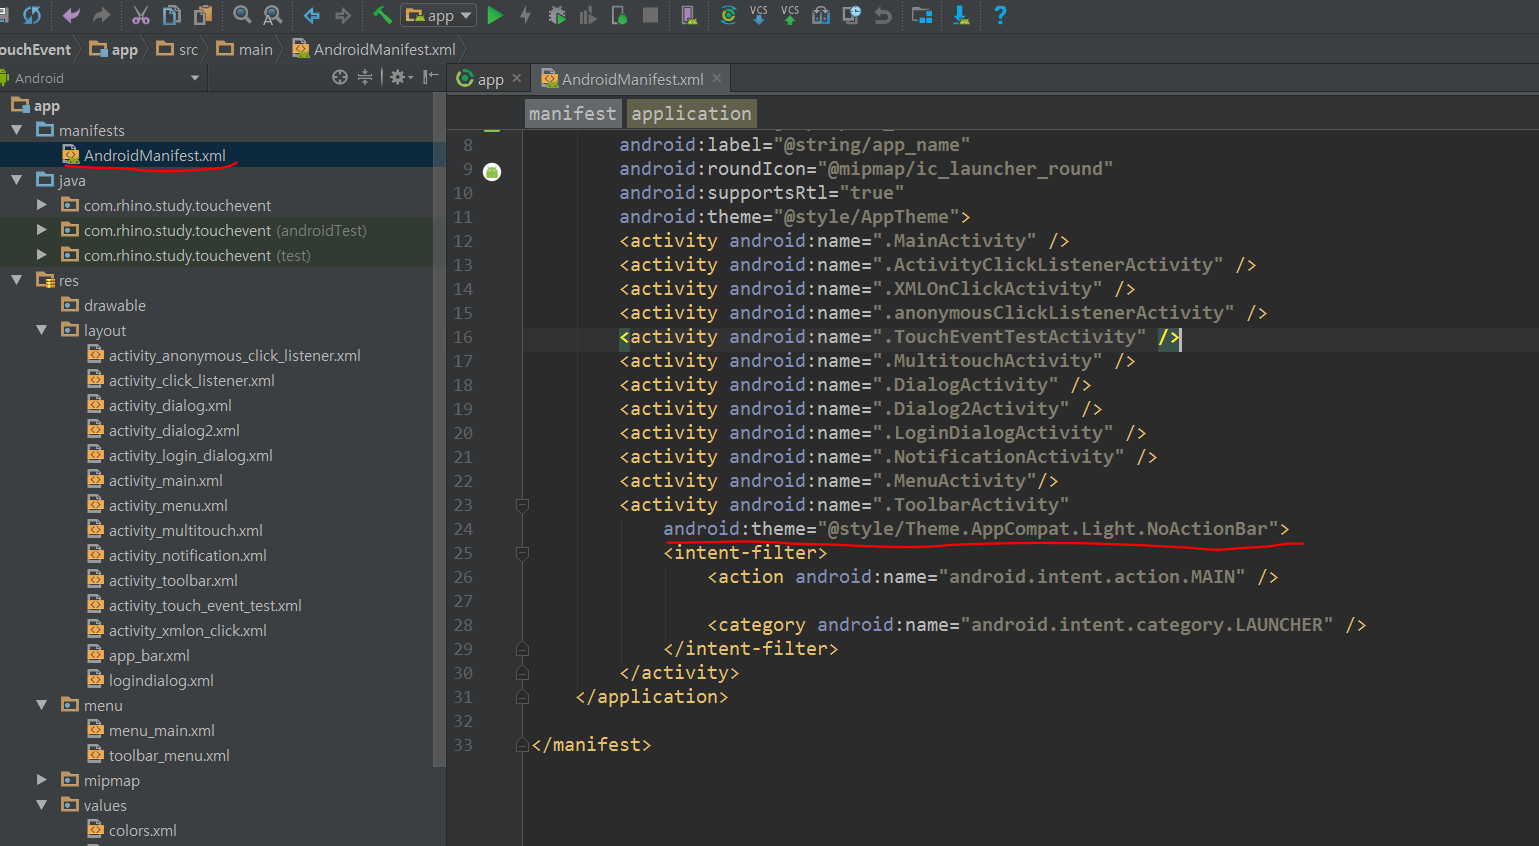 app
VCS
VCS
?
ouchEvent
app
src
main
AndroidManifest.xml
Android
app
AndroidManifest.xml
app
manifests
AndroidManifest.xml
java
com.rhino.study.touchevent
com.rhino.study.touchevent (androidTest)
com.rhino.study.touchevent (test)
res
drawable
layout
activity_anonymous_click_listener.xml
activity_click_listener.xml
activity_dialog.xml
activity_dialog2.xml
activity_login_dialog.xml
activity_main.xml
activity_menu.xml
activity_multitouch.xml
activity_notification.xml
activity_toolbar.xml
activity_touch_event_test.xml
activity_xmlon_click.xml
app_bar.xml
logindialog.xml
menu
menu_main.xml
toolbar_menu.xml
mipmap
values
colors.xml
manifest application
8 android:label="@string/app_name"
9 android:roundIcon="@mipmap/ic_launcher_round"
10 android:supportsRtl="true"
11 android:theme="@style/AppTheme">
12 <activity android:name=".MainActivity" />
13 <activity android:name=".ActivityClickListenerActivity" />
14 <activity android:name=".XMLOnClickActivity" />
15 <activity android:name=".anonymousClickListenerActivity" />
16 <activity android:name=".TouchEventTestActivity" />
17 <activity android:name=".MultitouchActivity" />
18 <activity android:name=".DialogActivity" />
19 <activity android:name=".Dialog2Activity" />
20 <activity android:name=".LoginDialogActivity" />
21 <activity android:name=".NotificationActivity" />
22 <activity android:name=".MenuActivity"/>
23 <activity android:name=".ToolbarActivity"
24 android:theme="@style/Theme.AppCompat.Light.NoActionBar">
25 <intent-filter>
26 <action android:name="android.intent.action.MAIN" />
27
28 <category android:name="android.intent.category.LAUNCHER" />
29 </intent-filter>
30 </activity>
31 </application>
32
33 </manifest>